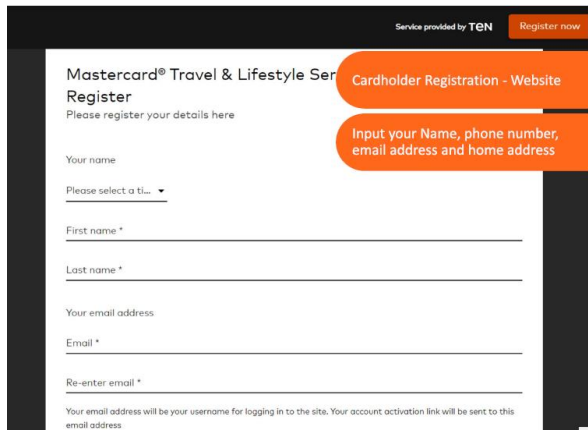 Service provided by TEN
Register now
Mastercard® Travel & Lifestyle Ser
Register
Please register your details here
Cardholder Registration - Website
Input your Name, phone number,
email address and home address
Your name
Please select a ti...
First name *
Last name *
Your email address
Email *
Re-enter email *
Your email address will be your username for logging in to the site. Your account activation link will be sent to this
email address